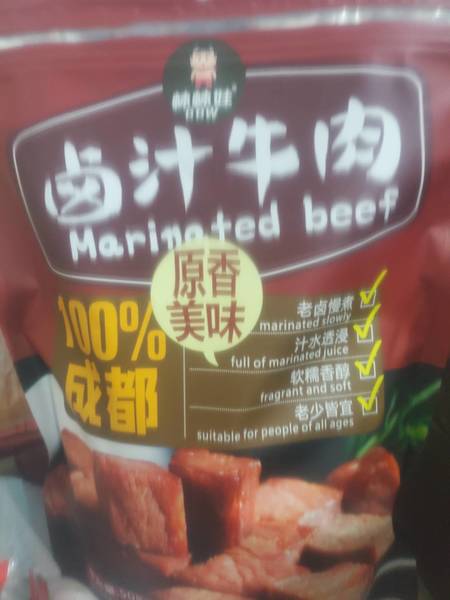 卤汁牛肉
Marinated beef
原香
美味
100%
成都
老卤慢煮
marinated slowly
汁水透浸
full of marinated juice
软糯香醇
fragrant and soft
老少皆宜
suitable for people of all ages